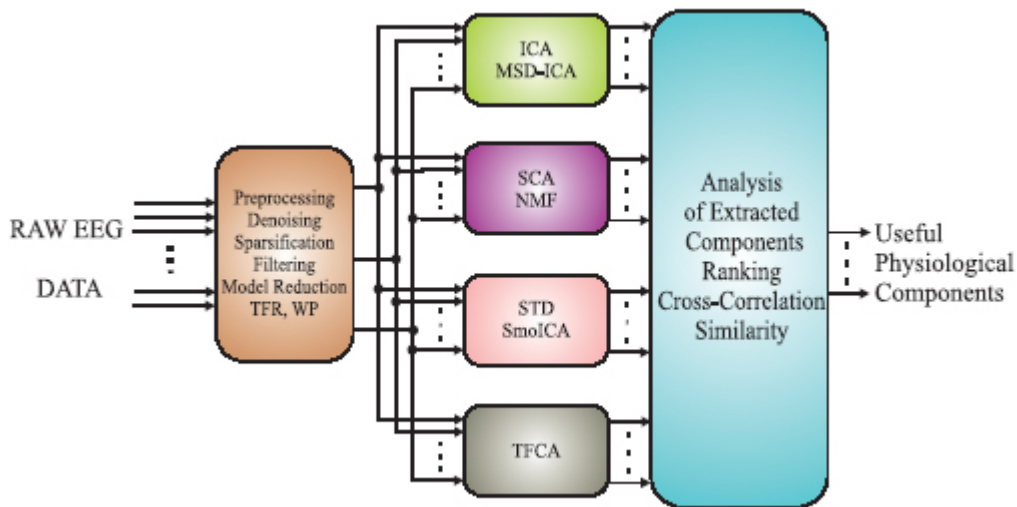 RAW EEG
DATA
Preprocessing
Denoising
Sparsification
Filtering
Model Reduction
TFR, WP
ICA
MSD-ICA
SCA
NMF
STD
SmoICA
TFCA
Analysis
of Extracted
Components
Ranking
Cross-Correlation
Similarity
Useful
Physiological
Components